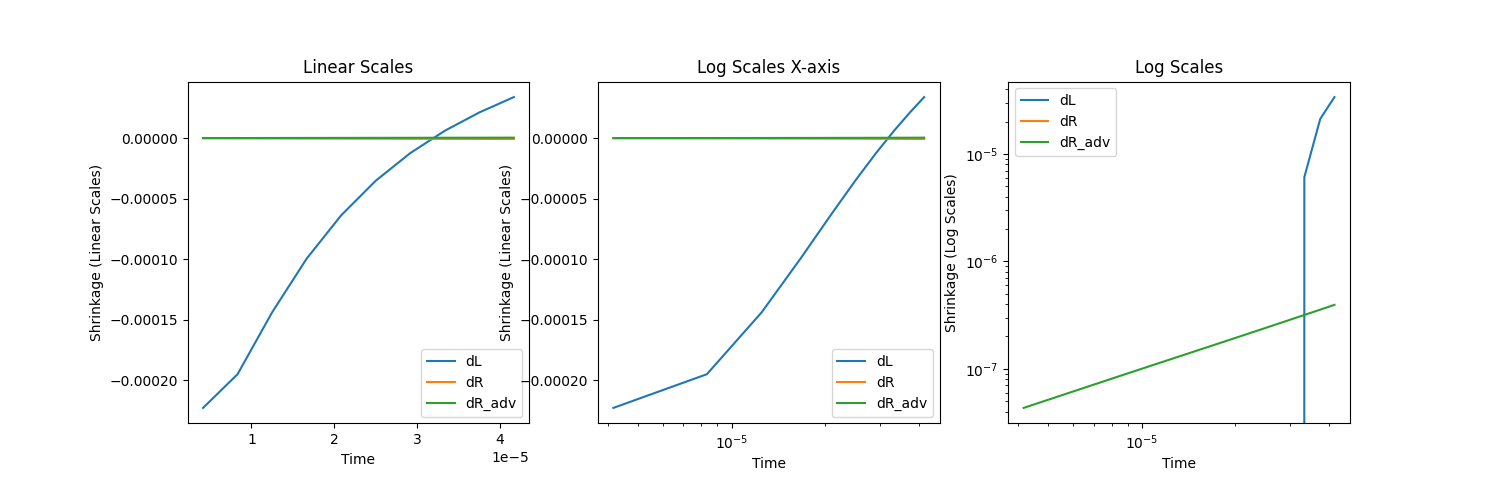 Linear Scales
Shrinkage (Linear Scales)
0.00000
−0.00005
−0.00010
−0.00015
−0.00020
dL
dR
dR_adv
1
2
3
4
1e−5
Time
Log Scales X-axis
Shrinkage (Linear Scales)
0.00000
−0.00005
−0.00010
−0.00015
−0.00020
dL
dR
dR_adv
10⁻⁵
Time
Log Scales
Shrinkage (Log Scales)
dL
dR
dR_adv
10⁻⁵
10⁻⁶
10⁻⁷
10⁻⁵
Time